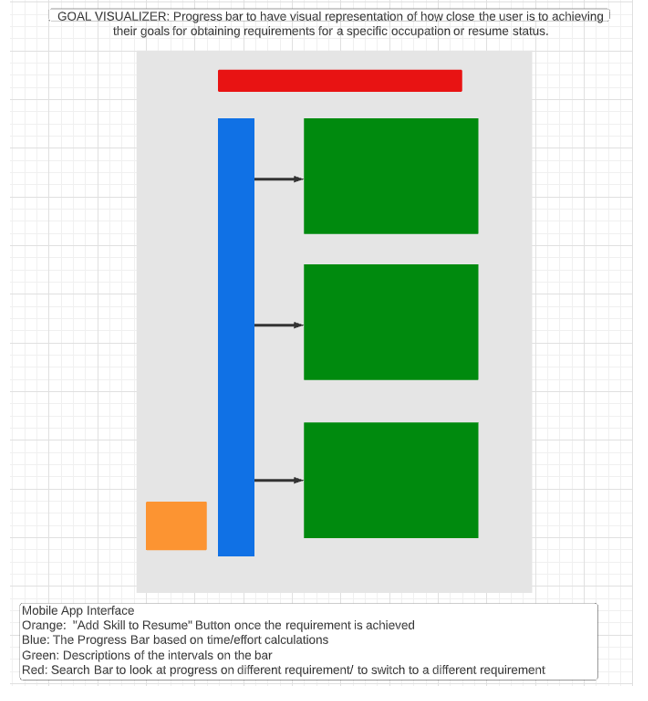 GOAL VISUALIZER: Progress bar to have visual representation of how close the user is to achieving
their goals for obtaining requirements for a specific occupation or resume status.
Mobile App Interface
Orange:  "Add Skill to Resume" Button once the requirement is achieved
Blue: The Progress Bar based on time/effort calculations
Green: Descriptions of the intervals on the bar
Red: Search Bar to look at progress on different requirement/ to switch to a different requirement